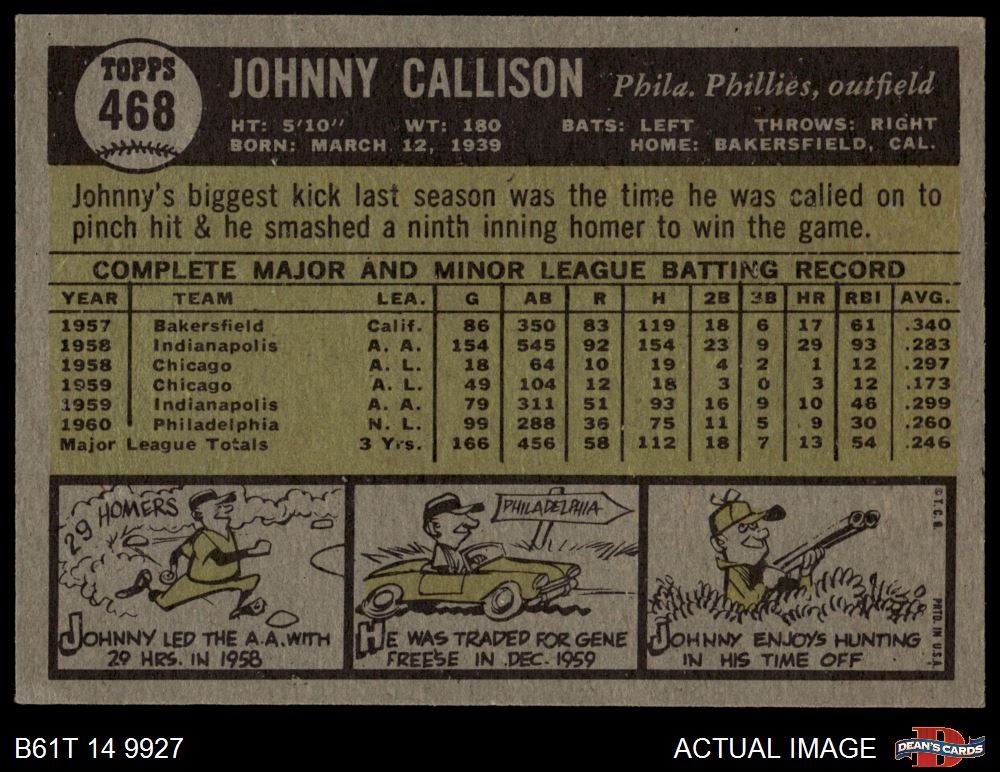 TOPPS
468
JOHNNY CALLISON Phila. Phillies, outfield
HT: 5'10" WT: 180 BATS: LEFT THROWS: RIGHT
BORN: MARCH 12, 1939 HOME: BAKERSFIELD, CAL.
Johnny's biggest kick last season was the time he was called on to
pinch hit & he smashed a ninth inning homer to win the game.
COMPLETE MAJOR AND MINOR LEAGUE BATTING RECORD
YEAR TEAM LEA. G AB R H 2B 3B HR RBI AVG.
1957 Bakersfield Calif. 86 350 83 119 18 6 17 61 .340
1958 Indianapolis A. A. 154 545 92 154 23 9 29 93 .283
1958 Chicago A. L. 18 64 10 19 4 2 1 12 .297
1959 Chicago A. L. 49 104 12 18 3 0 3 12 .173
1959 Indianapolis A. A. 79 311 51 93 16 9 10 46 .299
1960 Philadelphia N. L. 99 288 36 75 11 5 9 30 .260
Major League Totals 3 Yrs. 166 456 58 112 18 7 13 54 .246
29 HOMERS
JOHNNY LED THE A.A. WITH
29 HRS. IN 1958
PHILADELPHIA
HE WAS TRADED FOR GENE
FREESE IN DEC. 1959
JOHNNY ENJOYS HUNTING
IN HIS TIME OFF
© T. C. G.
PRTD. IN U.S.A.
B61T 14 9927
ACTUAL IMAGE
D
DEAN'S CARDS